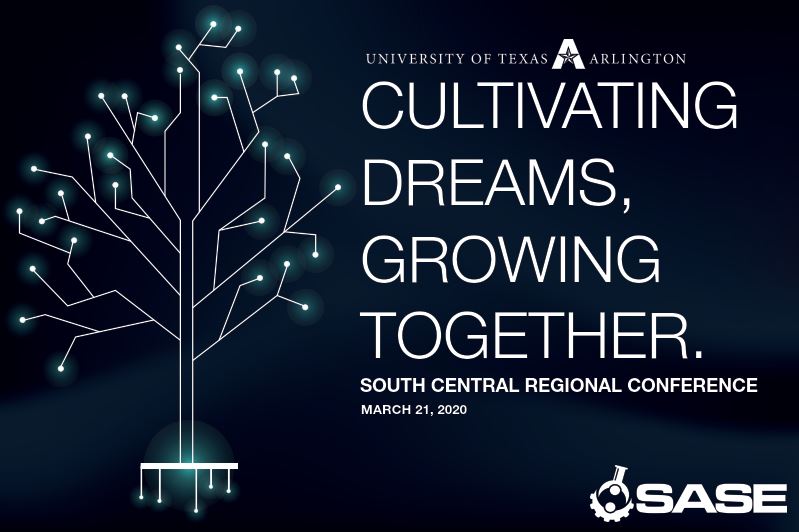 UNIVERSITY OF TEXAS A ARLINGTON
CULTIVATING
DREAMS,
GROWING
TOGETHER.
SOUTH CENTRAL REGIONAL CONFERENCE
MARCH 21, 2020
SASE